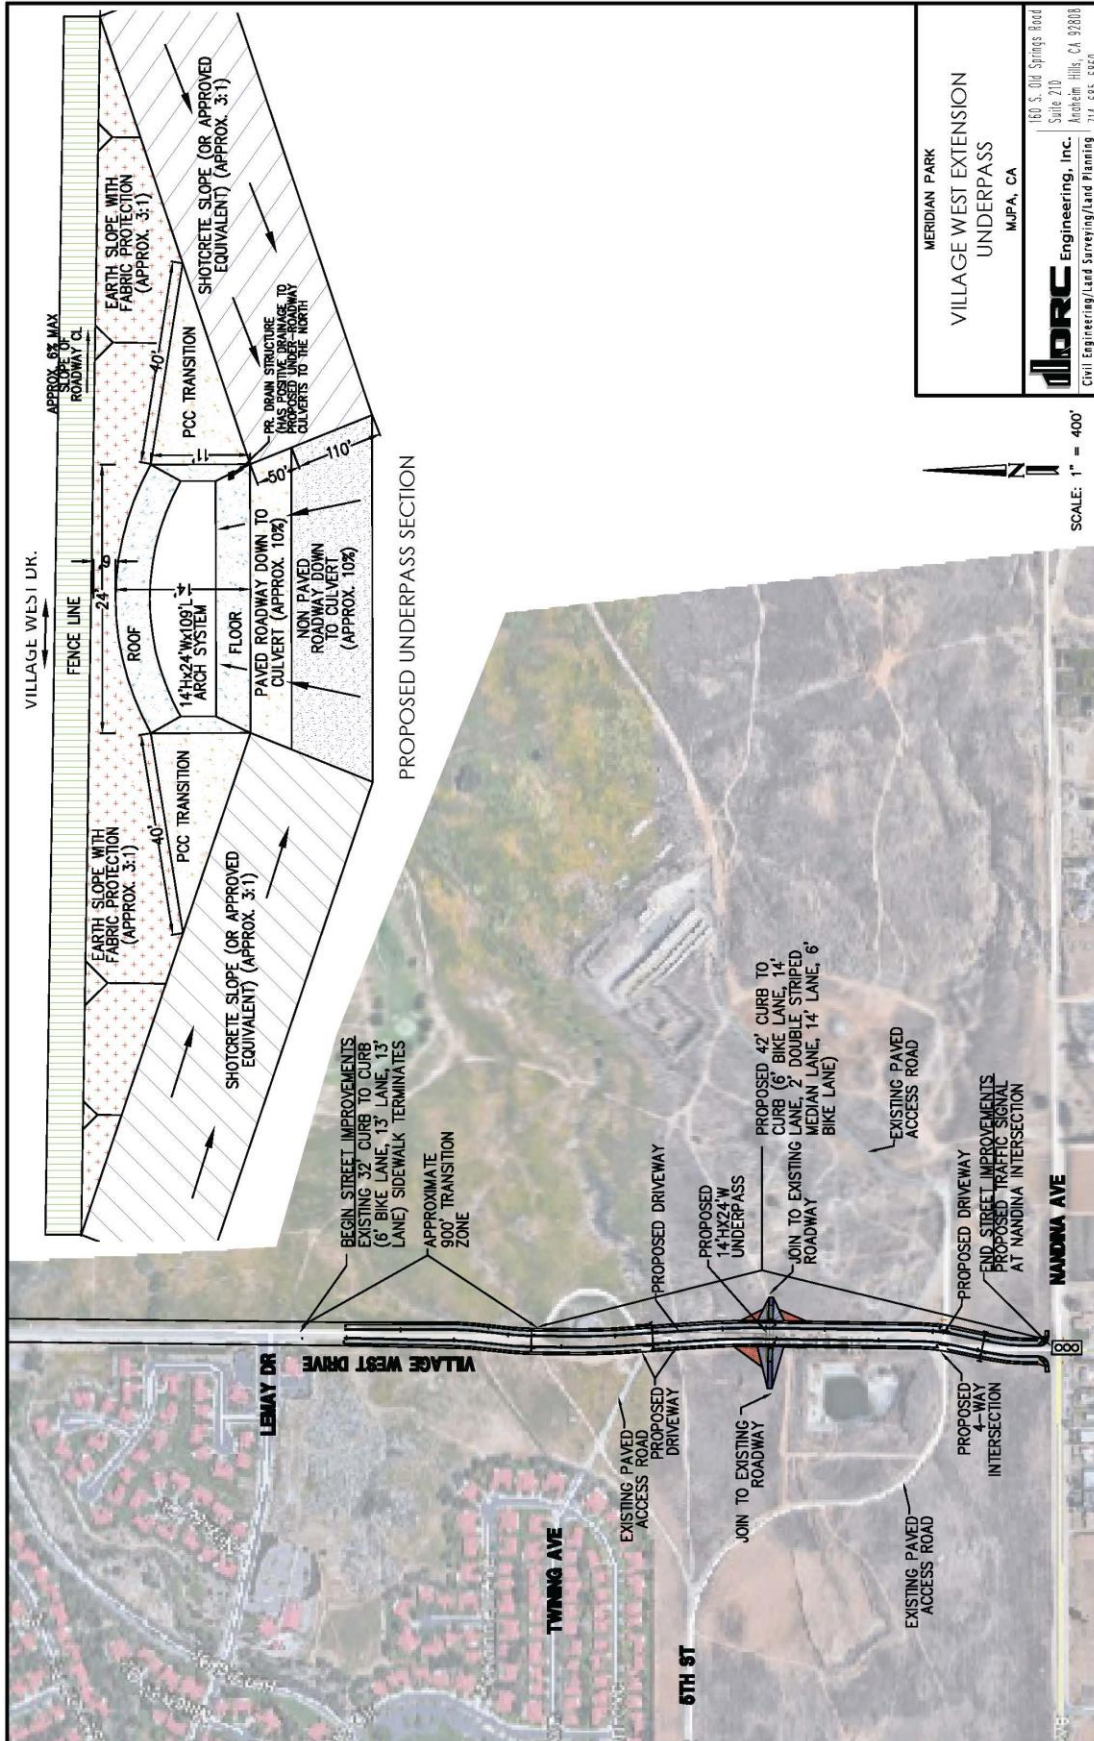 VILLAGE WEST DR.
FENCE LINE
APPROX. 6% MAX
SLOPE OF
ROADWAY CL
EARTH SLOPE WITH
FABRIC PROTECTION
(APPROX. 3:1)
EARTH SLOPE WITH
FABRIC PROTECTION
(APPROX. 3:1)
24'
6'
ROOF
14'
14'Hx24'Wx109'L
ARCH SYSTEM
FLOOR
40'
PCC TRANSITION
40'
PCC TRANSITION
11'
SHOTCRETE SLOPE (OR APPROVED
EQUIVALENT) (APPROX. 3:1)
SHOTCRETE SLOPE (OR APPROVED
EQUIVALENT) (APPROX. 3:1)
PR. DRAIN STRUCTURE
(HAS POSITIVE DRAINAGE TO
PROPOSED UNDER-ROADWAY
CULVERTS TO THE NORTH
PAVED ROADWAY DOWN TO
CULVERT (APPROX. 10%)
50'
110'
NON PAVED
ROADWAY DOWN
TO CULVERT
(APPROX. 10%)
PROPOSED UNDERPASS SECTION
BEGIN STREET IMPROVEMENTS
EXISTING 32' CURB TO CURB
(6' BIKE LANE, 13' LANE, 13'
LANE) SIDEWALK TERMINATES
APPROXIMATE
900' TRANSITION
ZONE
LEMAY DR
VILLAGE WEST DRIVE
TWINING AVE
EXISTING PAVED
ACCESS ROAD
PROPOSED
DRIVEWAY
PROPOSED DRIVEWAY
5TH ST
PROPOSED
14'HX24'W
UNDERPASS
PROPOSED 42' CURB TO
CURB (6' BIKE LANE, 14'
LANE, 2' DOUBLE STRIPED
MEDIAN LANE, 14' LANE, 6'
BIKE LANE)
JOIN TO EXISTING
ROADWAY
JOIN TO EXISTING
ROADWAY
EXISTING PAVED
ACCESS ROAD
EXISTING PAVED
ACCESS ROAD
PROPOSED
4-WAY
INTERSECTION
PROPOSED DRIVEWAY
END STREET IMPROVEMENTS
PROPOSED TRAFFIC SIGNAL
AT NANDINA INTERSECTION
NANDINA AVE
N
SCALE: 1" = 400'
MERIDIAN PARK
VILLAGE WEST EXTENSION
UNDERPASS
MJPA, CA
DRC Engineering, Inc.
Civil Engineering/Land Surveying/Land Planning
160 S. Old Springs Road
Suite 210
Anaheim Hills, CA 92808